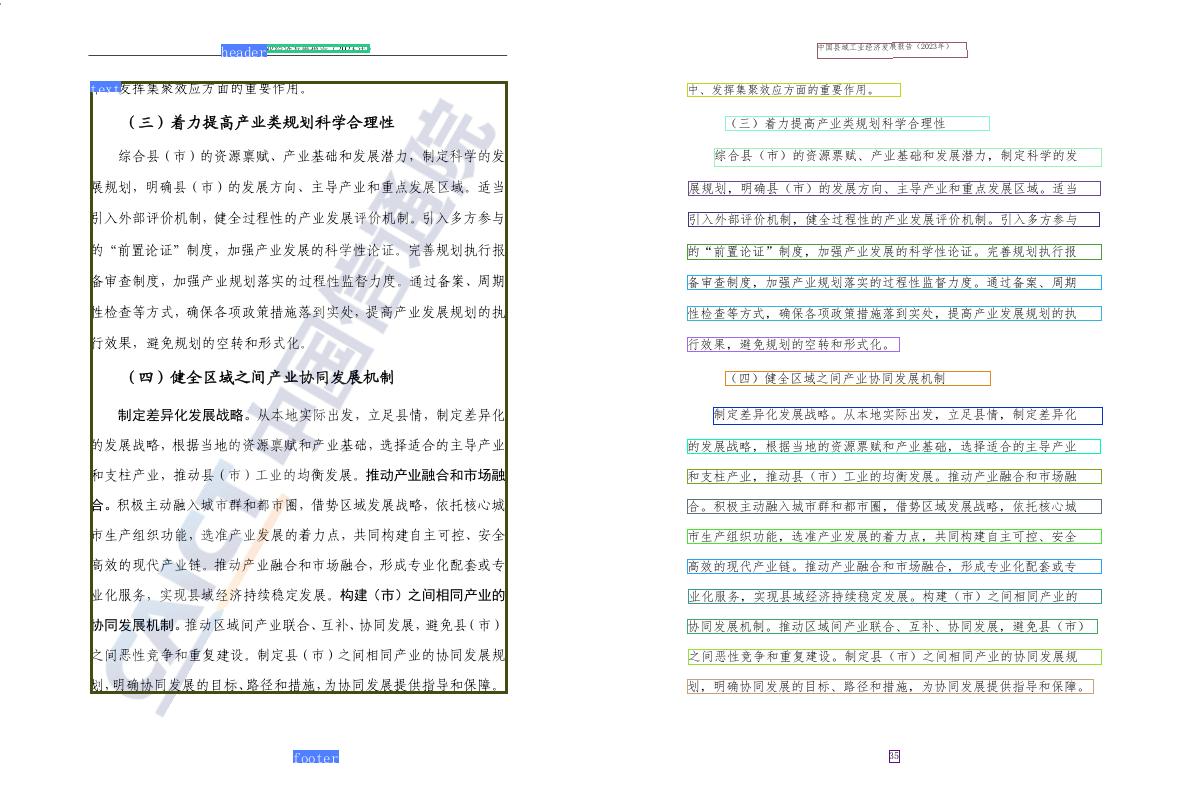 header
text发挥集聚效应方面的重要作用。
（三）着力提高产业类规划科学合理性
综合县（市）的资源禀赋、产业基础和发展潜力，制定科学的发
展规划，明确县（市）的发展方向、主导产业和重点发展区域。适当
引入外部评价机制，健全过程性的产业发展评价机制。引入多方参与
的“前置论证”制度，加强产业发展的科学性论证。完善规划执行报
备审查制度，加强产业规划落实的过程性监督力度。通过备案、周期
性检查等方式，确保各项政策措施落到实处，提高产业发展规划的执
行效果，避免规划的空转和形式化。
（四）健全区域之间产业协同发展机制
制定差异化发展战略。从本地实际出发，立足县情，制定差异化
的发展战略，根据当地的资源禀赋和产业基础，选择适合的主导产业
和支柱产业，推动县（市）工业的均衡发展。推动产业融合和市场融
合。积极主动融入城市群和都市圈，借势区域发展战略，依托核心城
市生产组织功能，选准产业发展的着力点，共同构建自主可控、安全
高效的现代产业链。推动产业融合和市场融合，形成专业化配套或专
业化服务，实现县域经济持续稳定发展。构建（市）之间相同产业的
协同发展机制。推动区域间产业联合、互补、协同发展，避免县（市）
之间恶性竞争和重复建设。制定县（市）之间相同产业的协同发展规
划，明确协同发展的目标、路径和措施，为协同发展提供指导和保障。
CAICT 中国信通院
footer
中国县域工业经济发展报告（2023年）
中、发挥集聚效应方面的重要作用。
（三）着力提高产业类规划科学合理性
综合县（市）的资源票赋、产业基础和发展潜力，制定科学的发
展规划，明确县（市）的发展方向、主导产业和重点发展区域。适当
引入外部评价机制，健全过程性的产业发展评价机制。引入多方参与
的“前置论证”制度，加强产业发展的科学性论证。完善规划执行报
备审查制度，加强产业规划落实的过程性监督力度。通过备案、周期
性检查等方式，确保各项政策措施落到实处，提高产业发展规划的执
行效果，避免规划的空转和形式化。
（四）健全区域之间产业协同发展机制
制定差异化发展战略。从本地实际出发，立足县情，制定差异化
的发展战略，根据当地的资源票赋和产业基础，选择适合的主导产业
和支柱产业，推动县（市）工业的均衡发展。推动产业融合和市场融
合。积极主动融入城市群和都市圈，借势区域发展战略，依托核心城
市生产组织功能，选准产业发展的着力点，共同构建自主可控、安全
高效的现代产业链。推动产业融合和市场融合，形成专业化配套或专
业化服务，实现县域经济持续稳定发展。构建（市）之间相同产业的
协同发展机制。推动区域间产业联合、互补、协同发展，避免县（市）
之间恶性竞争和重复建设。制定县（市）之间相同产业的协同发展规
划，明确协同发展的目标、路径和措施，为协同发展提供指导和保障。
35